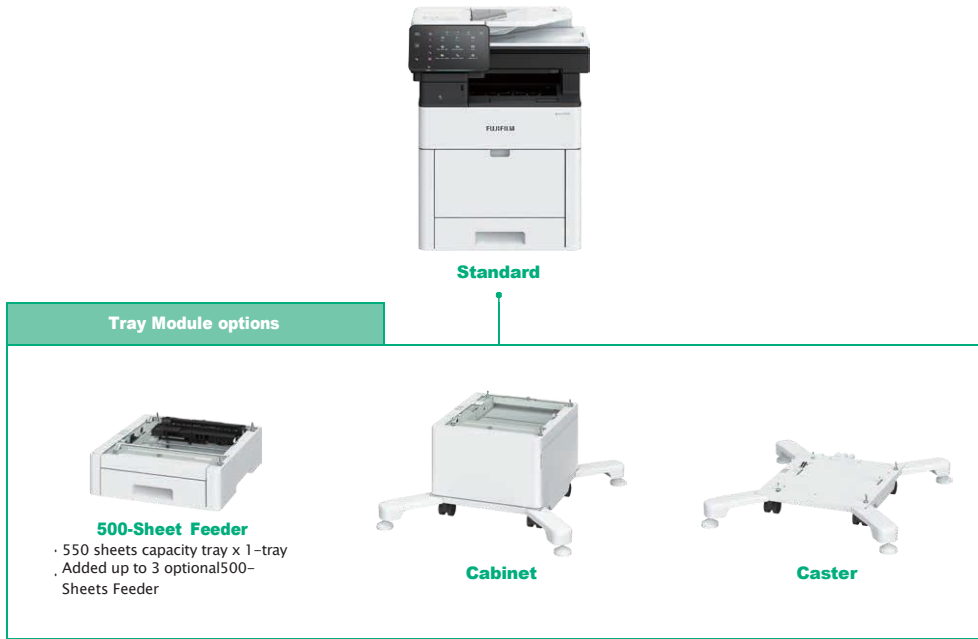 FUJIFILM
Standard
Tray Module options
500-Sheet Feeder
· 550 sheets capacity tray x 1-tray
· Added up to 3 optional500-
Sheets Feeder
Cabinet
Caster